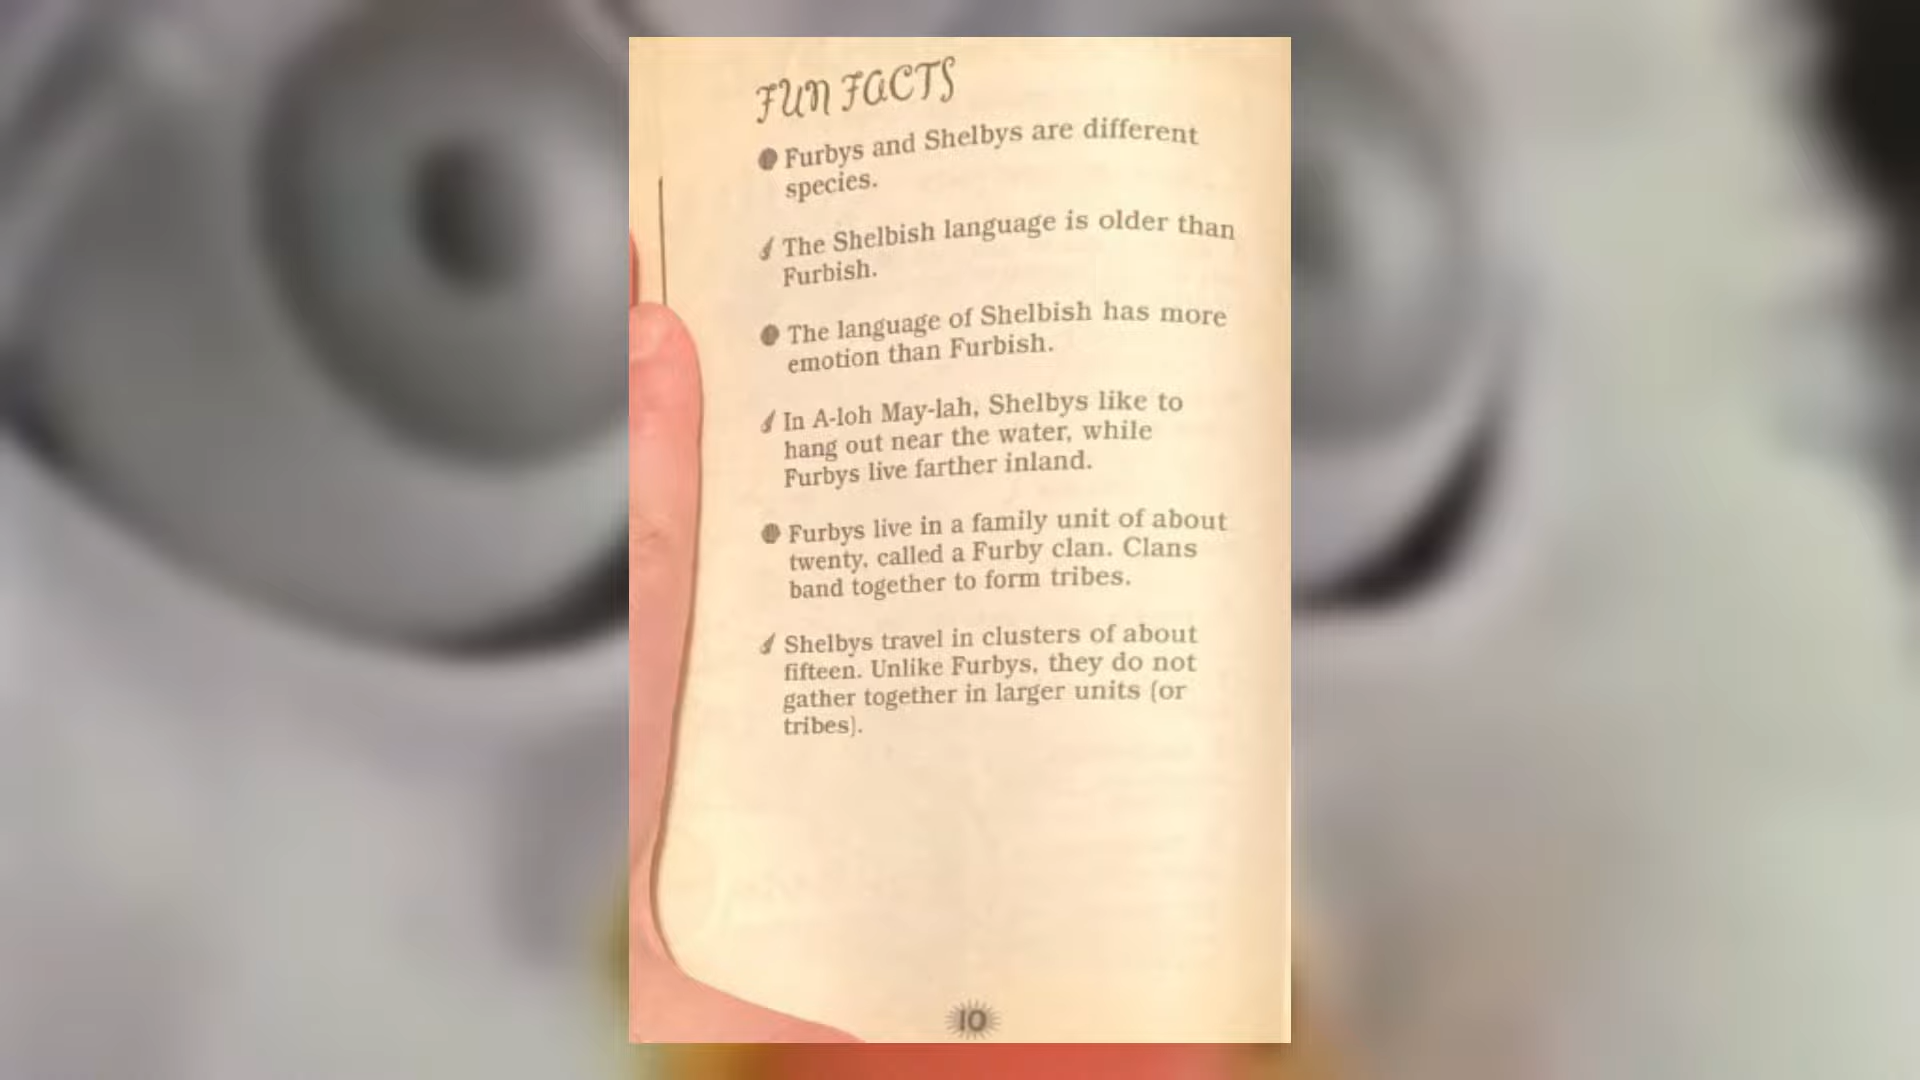 FUN FACTS
Furbys and Shelbys are different
species.
The Shelbish language is older than
Furbish.
The language of Shelbish has more
emotion than Furbish.
In A-loh May-lah, Shelbys like to
hang out near the water, while
Furbys live farther inland.
Furbys live in a family unit of about
twenty, called a Furby clan. Clans
band together to form tribes.
Shelbys travel in clusters of about
fifteen. Unlike Furbys, they do not
gather together in larger units (or
tribes).
10